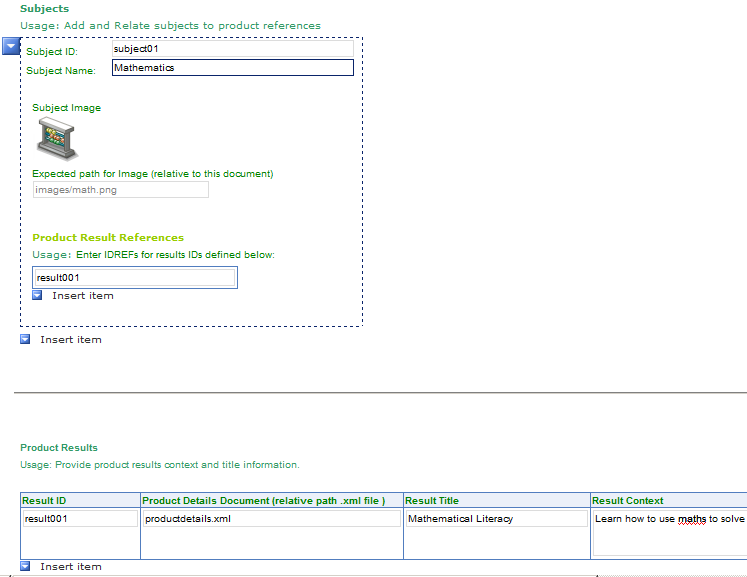 Subjects
Usage: Add and Relate subjects to product references
Subject ID: subject01
Subject Name: Mathematics
Subject Image
Expected path for Image (relative to this document)
images/math.png
Product Result References
Usage: Enter IDREFs for results IDs defined below:
result001
Insert item
Insert item
Product Results
Usage: Provide product results context and title information.
Result ID Product Details Document (relative path .xml file ) Result Title Result Context
result001 productdetails.xml Mathematical Literacy Learn how to use maths to solve
Insert item